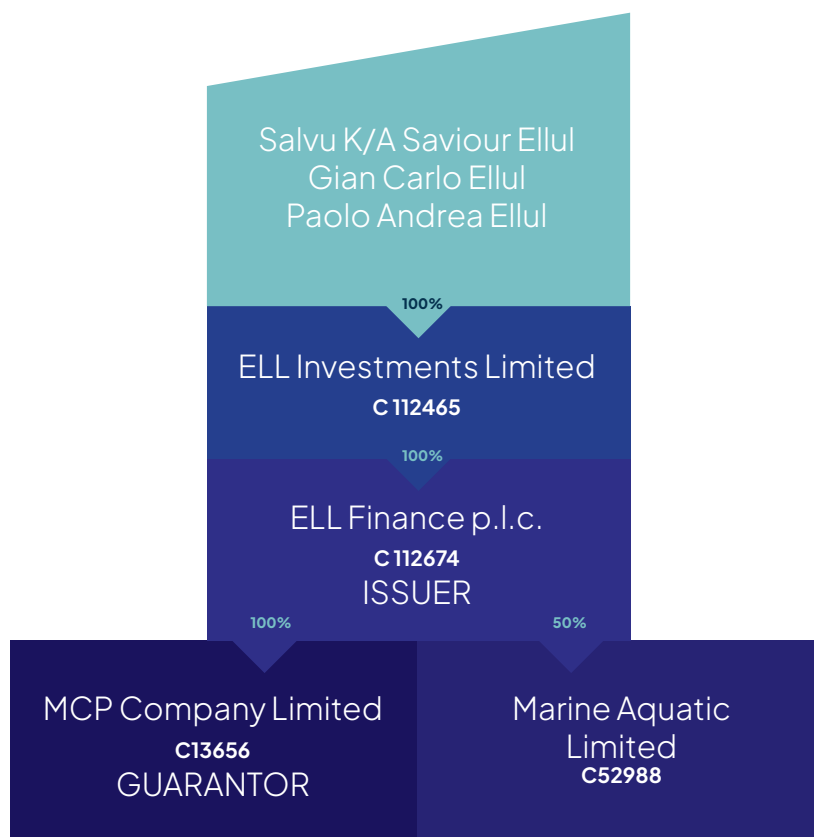 Salvu K/A Saviour Ellul
Gian Carlo Ellul
Paolo Andrea Ellul
100%
ELL Investments Limited
C 112465
100%
ELL Finance p.l.c.
C 112674
ISSUER
100%
50%
MCP Company Limited
C13656
GUARANTOR
Marine Aquatic
Limited
C52988